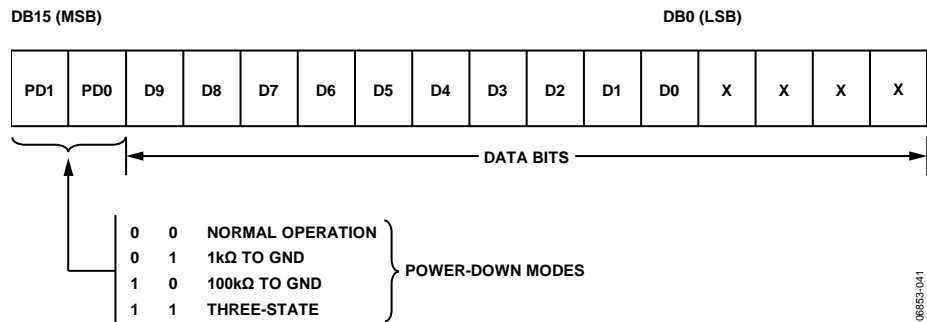 DB15 (MSB) DB0 (LSB)
PD1 PD0 D9 D8 D7 D6 D5 D4 D3 D2 D1 D0 X X X X
DATA BITS
0 0 NORMAL OPERATION
0 1 1kΩ TO GND
1 0 100kΩ TO GND
1 1 THREE-STATE
POWER-DOWN MODES
06853-041